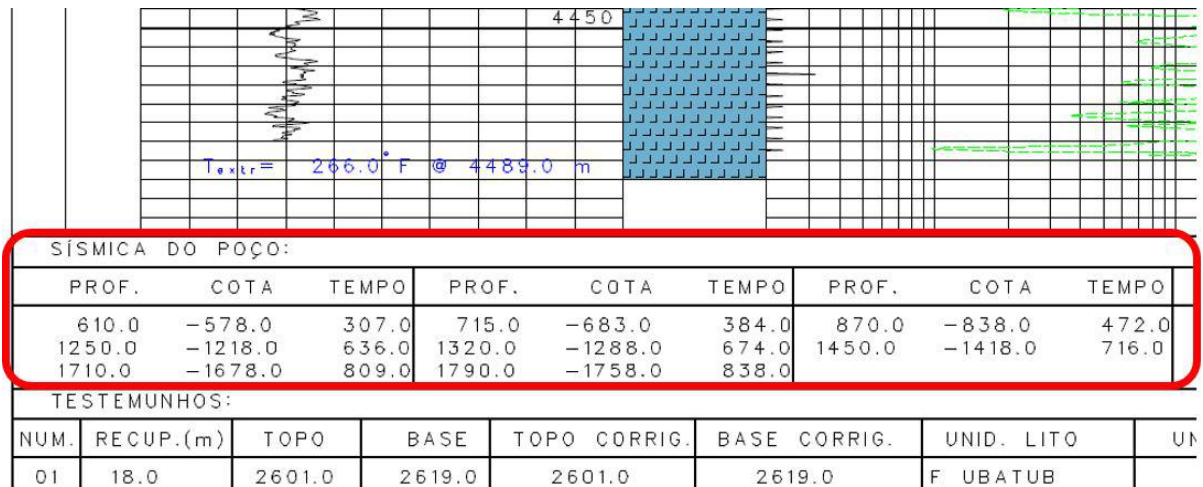 4450
Textr= 266.0°F @ 4489.0 m
SÍSMICA DO POÇO:
PROF. COTA TEMPO PROF. COTA TEMPO PROF. COTA TEMPO
610.0 -578.0 307.0 715.0 -683.0 384.0 870.0 -838.0 472.0
1250.0 -1218.0 636.0 1320.0 -1288.0 674.0 1450.0 -1418.0 716.0
1710.0 -1678.0 809.0 1790.0 -1758.0 838.0
TESTEMUNHOS:
NUM. RECUP.(m) TOPO BASE TOPO CORRIG. BASE CORRIG. UNID. LITO
01 18.0 2601.0 2619.0 2601.0 2619.0 F UBATUB